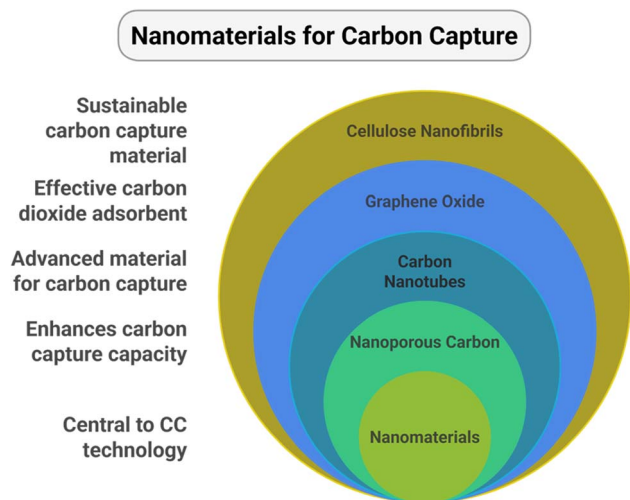 Nanomaterials for Carbon Capture
Sustainable
carbon capture
material
Cellulose Nanofibrils
Effective carbon
dioxide adsorbent
Graphene Oxide
Advanced material
for carbon capture
Carbon
Nanotubes
Enhances carbon
capture capacity
Nanoporous Carbon
Central to CC
technology
Nanomaterials